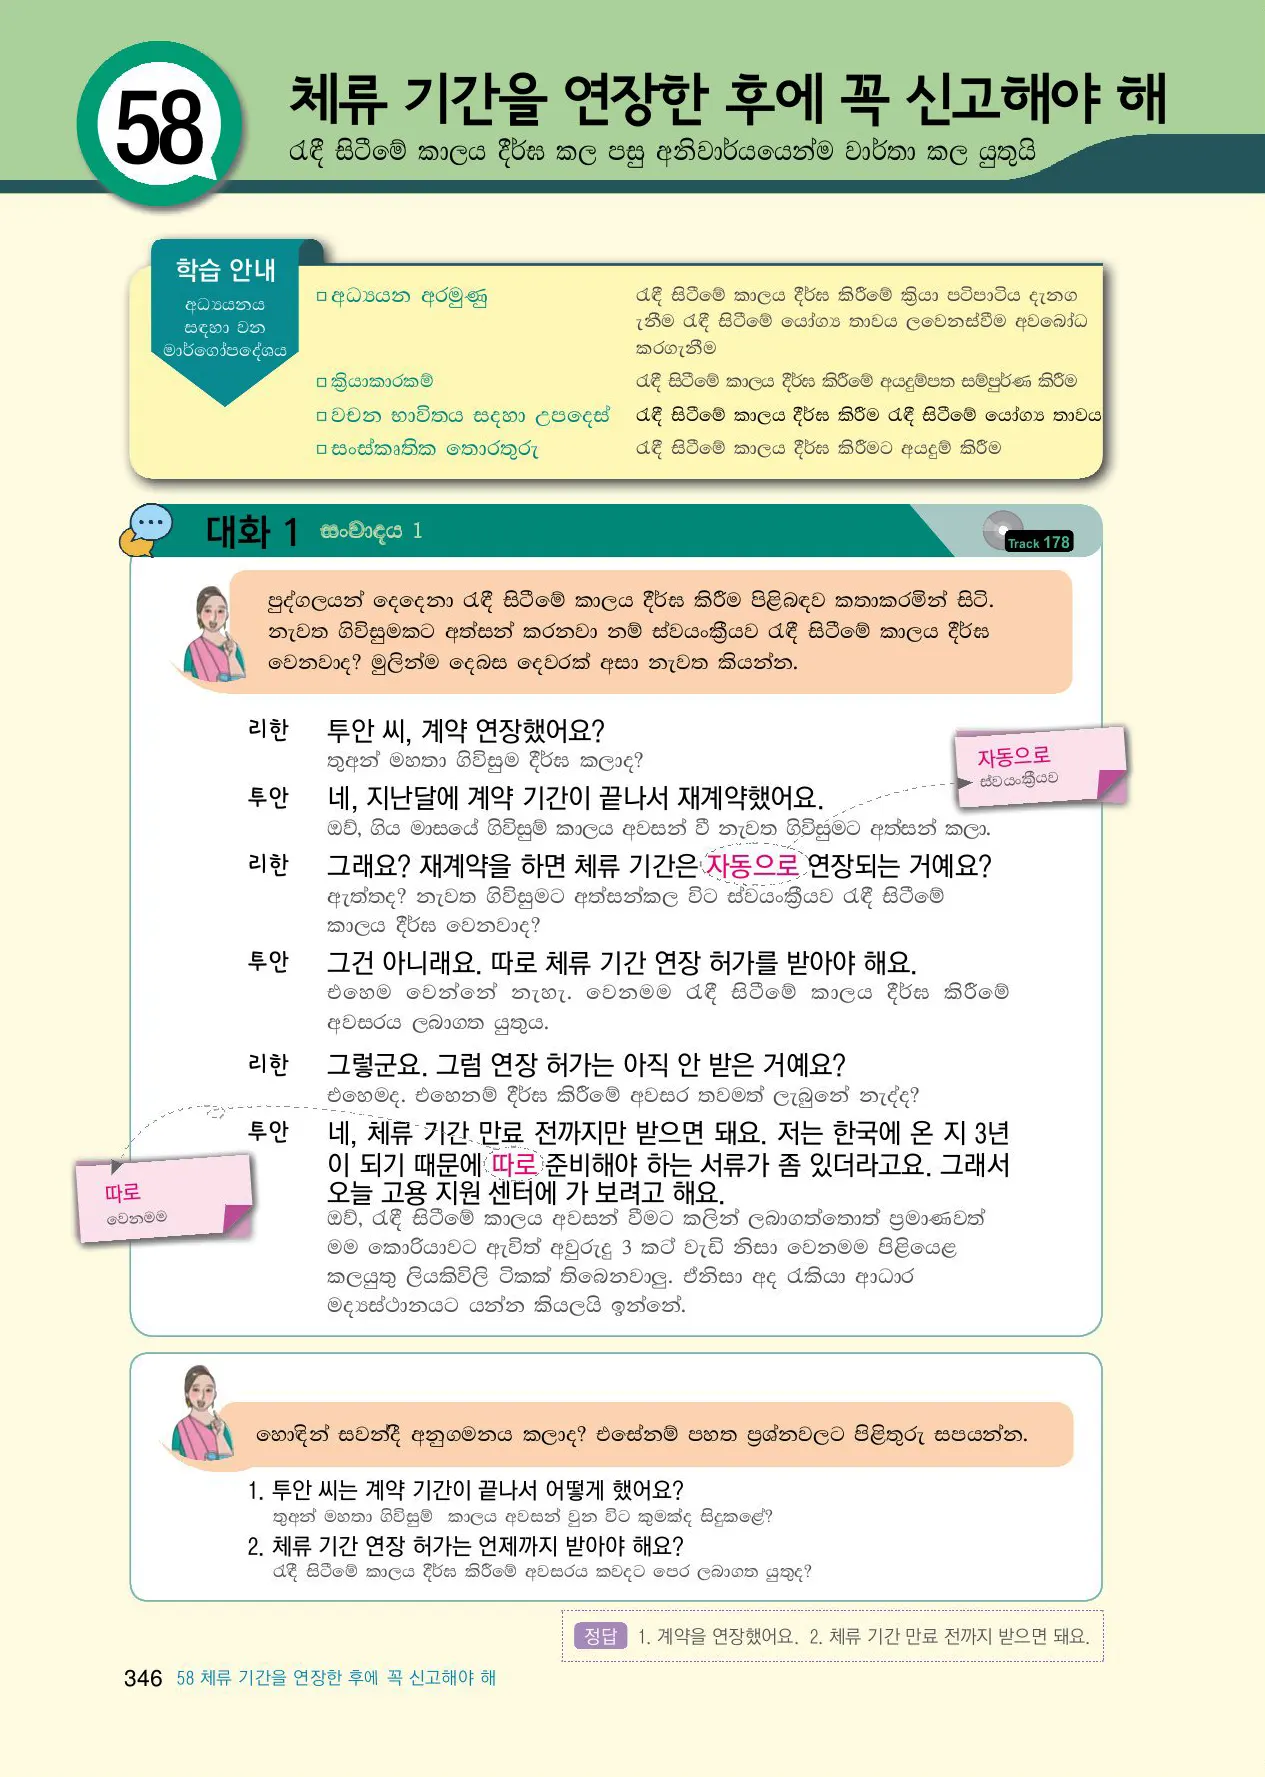 58
체류 기간을 연장한 후에 꼭 신고해야 해
රැඳී සිටීමේ කාලය දීර්ඝ කල පසු අනිවාර්යයෙන්ම වාර්තා කල යුතුයි
학습 안내
අධ්‍යයනය
සඳහා වන
මාර්ගෝපදේශය
□ අධ්‍යයන අරමුණු
රැඳී සිටීමේ කාලය දීර්ඝ කිරීමේ ක්‍රියා පටිපාටිය දැනග
ැනීම රැඳී සිටීමේ යෝග්‍ය තාවය ලවෙනස්වීම අවබෝධ
කරගැනීම
□ ක්‍රියාකාරකම්
රැඳී සිටීමේ කාලය දීර්ඝ කිරීමේ අයදුම්පත සම්පුර්ණ කිරීම
□ වචන භාවිතය සදහා උපදෙස්
රැඳී සිටීමේ කාලය දීර්ඝ කිරීම රැඳී සිටීමේ යෝග්‍ය තාවය
□ සංස්කෘතික තොරතුරු
රැඳී සිටීමේ කාලය දීර්ඝ කිරීමට අයදුම් කිරීම
대화 1 සංවාදය 1
Track 178
පුද්ගලයන් දෙදෙනා රැඳී සිටීමේ කාලය දීර්ඝ කිරීම පිළිබඳව කතාකරමින් සිටි.
නැවත ගිවිසුමකට අත්සන් කරනවා නම් ස්වයංක්‍රීයව රැඳී සිටීමේ කාලය දීර්ඝ
වෙනවාද? මුලින්ම දෙබස දෙවරක් අසා නැවත කියන්න.
리한 투안 씨, 계약 연장했어요?
තුඅන් මහතා ගිවිසුම දීර්ඝ කලාද?
자동으로
ස්වයංක්‍රීයව
투안 네, 지난달에 계약 기간이 끝나서 재계약했어요.
ඔව්, ගිය මාසයේ ගිවිසුම් කාලය අවසන් වී නැවත ගිවිසුමට අත්සන් කලා.
리한 그래요? 재계약을 하면 체류 기간은 자동으로 연장되는 거예요?
ඇත්තද? නැවත ගිවිසුමට අත්සන්කල විට ස්වයංක්‍රීයව රැඳී සිටීමේ
කාලය දීර්ඝ වෙනවාද?
투안 그건 아니래요. 따로 체류 기간 연장 허가를 받아야 해요.
එහෙම වෙන්නේ නැහැ. වෙනමම රැඳී සිටීමේ කාලය දීර්ඝ කිරීමේ
අවසරය ලබාගත යුතුය.
리한 그렇군요. 그럼 연장 허가는 아직 안 받은 거예요?
එහෙමද. එහෙනම් දීර්ඝ කිරීමේ අවසර තවමත් ලැබුනේ නැද්ද?
투안 네, 체류 기간 만료 전까지만 받으면 돼요. 저는 한국에 온 지 3년
이 되기 때문에 따로 준비해야 하는 서류가 좀 있더라고요. 그래서
오늘 고용 지원 센터에 가 보려고 해요.
따로
වෙනමම
ඔව්, රැඳී සිටීමේ කාලය අවසන් වීමට කලින් ලබාගත්තොත් ප්‍රමාණවත්
මම කොරියාවට ඇවිත් අවුරුදු 3 කට වැඩි නිසා වෙනමම පිළියෙළ
කලයුතු ලියකිවිලි ටිකක් තිබෙනවාලු. ඒනිසා අද රැකියා ආධාර
මද්‍යස්ථානයට යන්න කියලයි ඉන්නේ.
හොඳින් සවන්දී අනුගමනය කලාද? එසේනම් පහත ප්‍රශ්නවලට පිළිතුරු සපයන්න.
1. 투안 씨는 계약 기간이 끝나서 어떻게 했어요?
තුඅන් මහතා ගිවිසුම් කාලය අවසන් වුන විට කුමක්ද සිදුකළේ?
2. 체류 기간 연장 허가는 언제까지 받아야 해요?
රැඳී සිටීමේ කාලය දීර්ඝ කිරීමේ අවසරය කවදට පෙර ලබාගත යුතුද?
정답 1. 계약을 연장했어요. 2. 체류 기간 만료 전까지 받으면 돼요.
346 58 체류 기간을 연장한 후에 꼭 신고해야 해